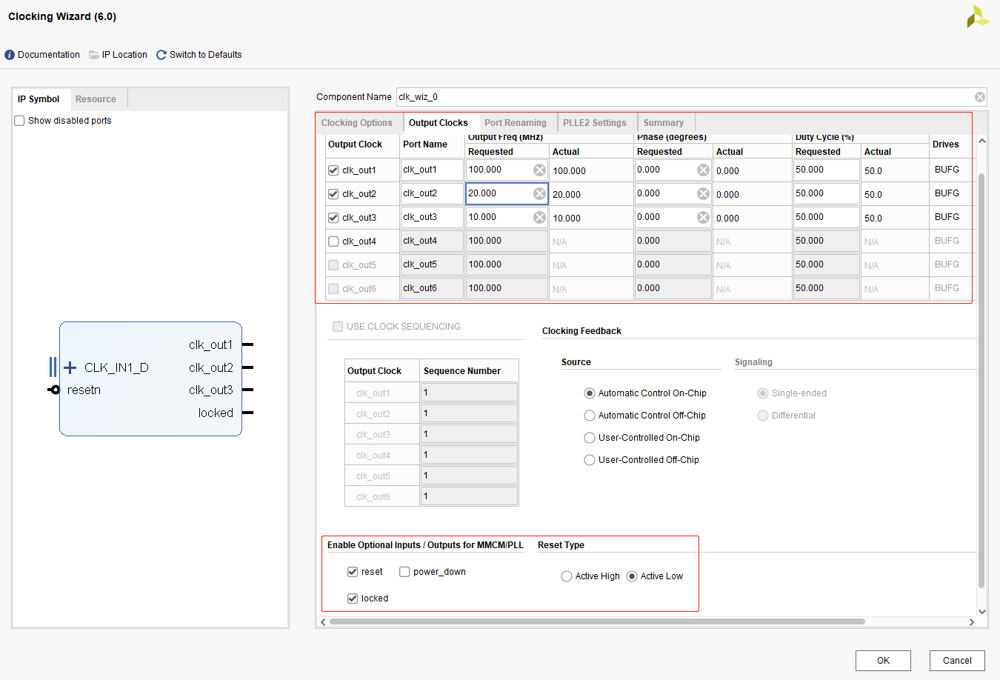 Clocking Wizard (6.0)
Documentation IP Location Switch to Defaults
IP Symbol Resource
Show disabled ports
CLK_IN1_D
resetn
clk_out1
clk_out2
clk_out3
locked
Component Name clk_wiz_0
Clocking Options Output Clocks Port Renaming PLLE2 Settings Summary
Output Clock Port Name Output Freq (MHz) Phase (degrees) Duty Cycle (%) Drives
Requested Actual Requested Actual Requested Actual
clk_out1 clk_out1 100.000 100.000 0.000 0.000 50.000 50.0 BUFG
clk_out2 clk_out2 20.000 20.000 0.000 0.000 50.000 50.0 BUFG
clk_out3 clk_out3 10.000 10.000 0.000 0.000 50.000 50.0 BUFG
clk_out4 clk_out4 100.000 N/A 0.000 N/A 50.000 N/A BUFG
clk_out5 clk_out5 100.000 N/A 0.000 N/A 50.000 N/A BUFG
clk_out6 clk_out6 100.000 N/A 0.000 N/A 50.000 N/A BUFG
USE CLOCK SEQUENCING
Output Clock Sequence Number
clk_out1 1
clk_out2 1
clk_out3 1
clk_out4 1
clk_out5 1
clk_out6 1
Clocking Feedback
Source
Automatic Control On-Chip
Automatic Control Off-Chip
User-Controlled On-Chip
User-Controlled Off-Chip
Signaling
Single-ended
Differential
Enable Optional Inputs / Outputs for MMCM/PLL
reset power_down
locked
Reset Type
Active High Active Low
OK Cancel